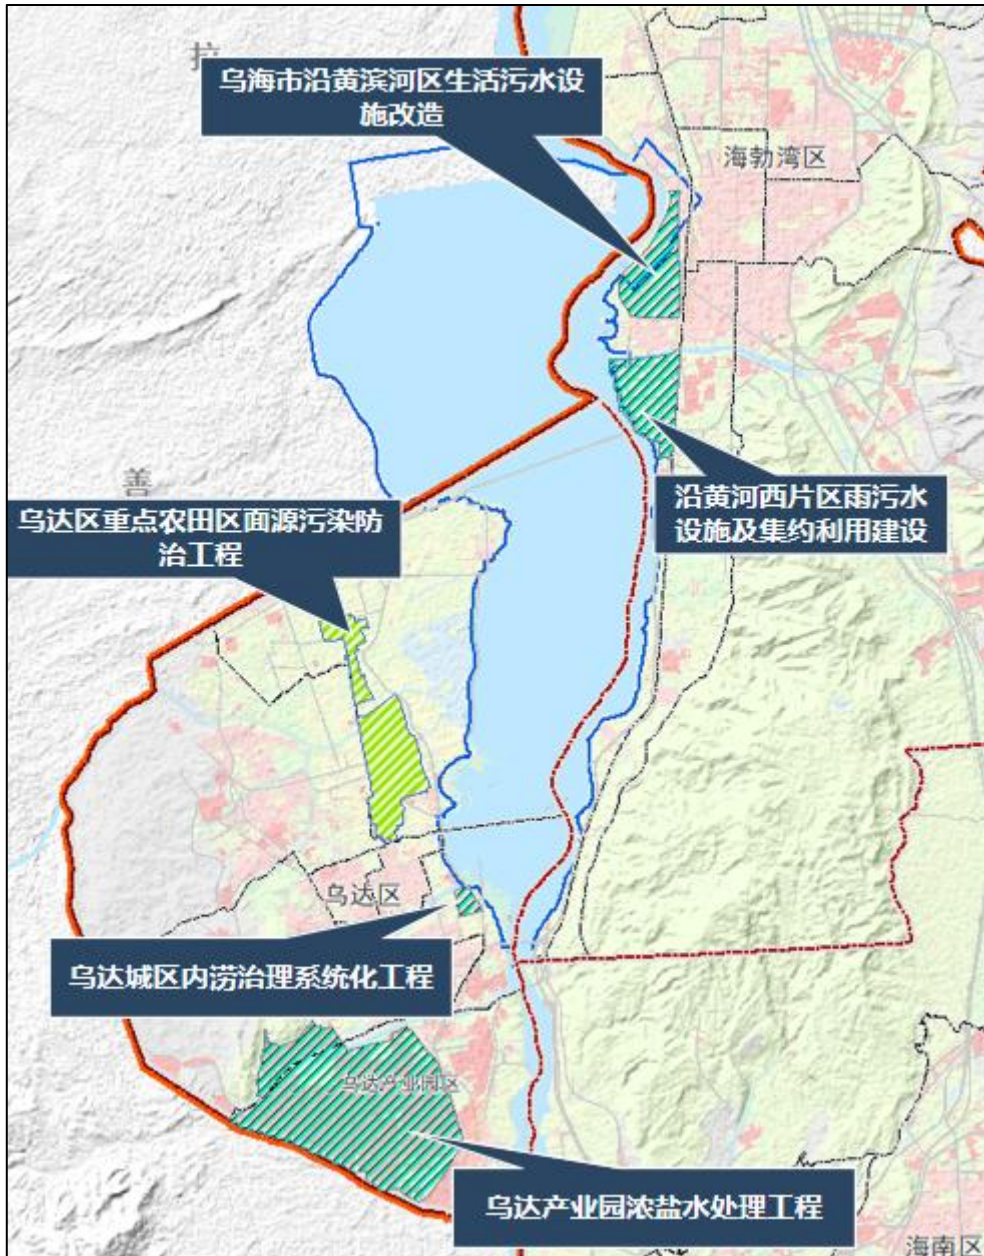 拉
乌海市沿黄滨河区生活污水设
施改造
海勃湾区
善
沿黄河西片区雨污水
设施及集约利用建设
乌达区重点农田区面源污染防
治工程
乌达区
乌达城区内涝治理系统化工程
乌达产业园区
乌达产业园浓盐水处理工程
海南区